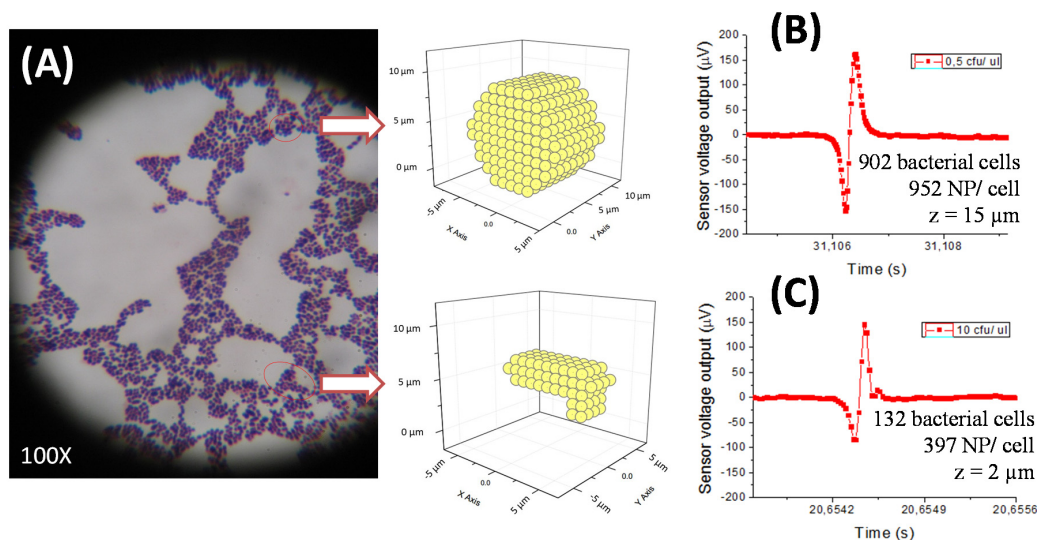 (A)
100X
10 µm
5 µm
0 µm
-5 µm
0.0
5 µm
X Axis
0.0
5 µm
10 µm
Y Axis
10 µm
5 µm
0 µm
-5 µm
0.0
5 µm
X Axis
-5 µm
0.0
5 µm
Y Axis
(B)
200
150
100
50
0
-50
-100
-150
-200
Sensor voltage output (µV)
0,5 cfu/ ul
902 bacterial cells
952 NP/ cell
z = 15 µm
31,106
31,108
Time (s)
(C)
200
150
100
50
0
-50
-100
-150
-200
Sensor voltage output (µV)
10 cfu/ ul
132 bacterial cells
397 NP/ cell
z = 2 µm
20,6542
20,6549
20,6556
Time (s)